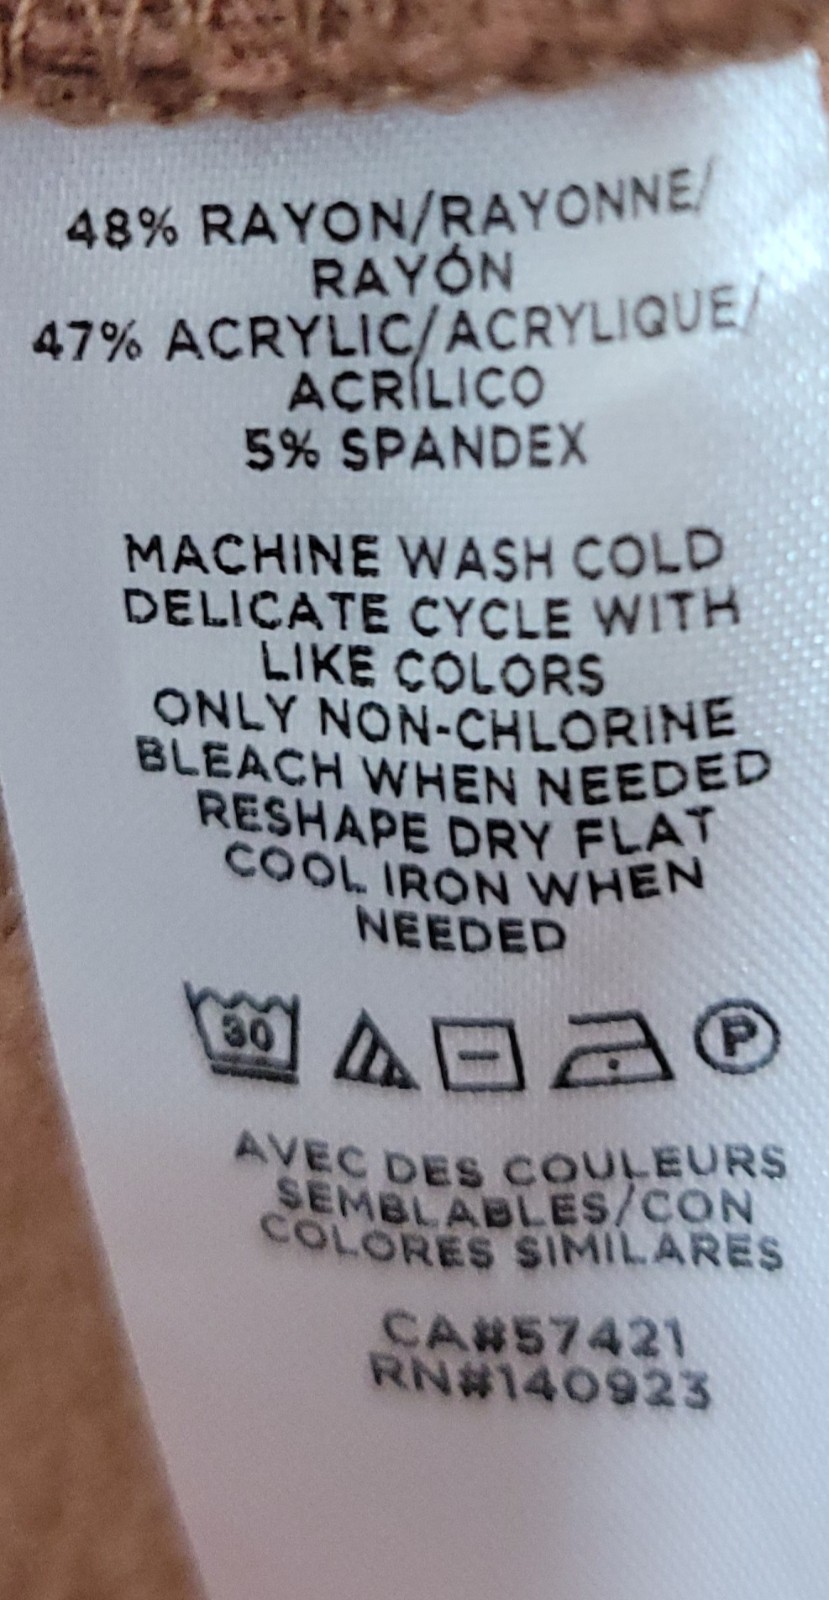 48% RAYON/RAYONNE/
RAYÓN
47% ACRYLIC/ACRYLIQUE/
ACRÍLICO
5% SPANDEX
MACHINE WASH COLD
DELICATE CYCLE WITH
LIKE COLORS
ONLY NON-CHLORINE
BLEACH WHEN NEEDED
RESHAPE DRY FLAT
COOL IRON WHEN
NEEDED
30 P
AVEC DES COULEURS
SEMBLABLES/CON
COLORES SIMILARES
CA#57421
RN#140923